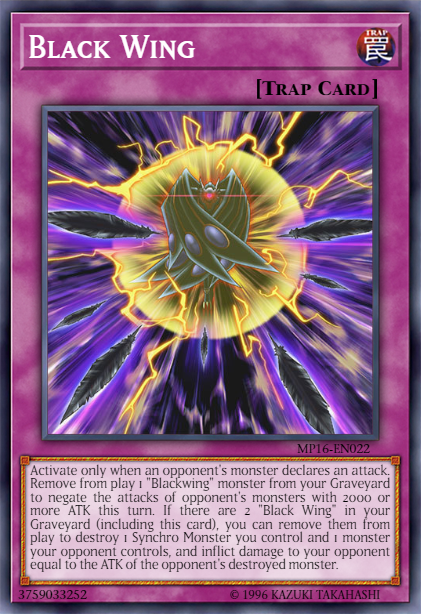 Black Wing
TRAP
罠
[Trap Card]
MP16-EN022
Activate only when an opponent's monster declares an attack.
Remove from play 1 "Blackwing" monster from your Graveyard
to negate the attacks of opponent's monsters with 2000 or
more ATK this turn. If there are 2 "Black Wing" in your
Graveyard (including this card), you can remove them from
play to destroy 1 Synchro Monster you control and 1 monster
your opponent controls, and inflict damage to your opponent
equal to the ATK of the opponent's destroyed monster.
3759033252
© 1996 KAZUKI TAKAHASHI